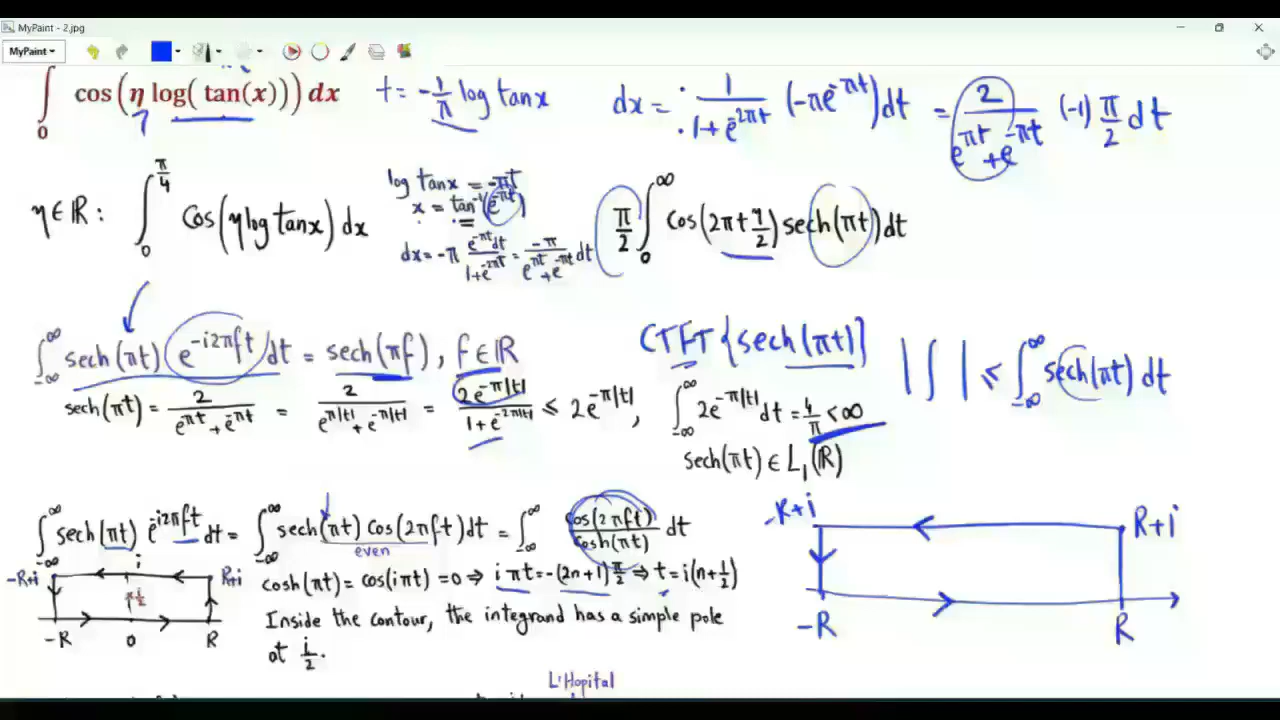 MyPaint - 2.jpg
MyPaint
∫₀ cos(η log( tan(x))) dx
t = -1/π log tanx
dx = 1/(1+e^{-2πt}) (-πe^{-πt})dt = 2/(e^{πt}+e^{-πt}) (-1) π/2 dt
η∈ℝ: ∫₀^{π/4} Cos(η log tanx) dx
log tanx = -πt
x = tan⁻¹(e^{-πt})
dx = -π e^{-πt}dt/(1+e^{-2πt}) = -π/(e^{πt}+e^{-πt}) dt
π/2 ∫₀^∞ Cos(2πt η/2) sech(πt) dt
∫_{-∞}^{∞} sech(πt) e^{-i2πft} dt = sech(πf), f∈ℝ
CTFT{sech(πt)}
|∫| ≤ ∫_{-∞}^{∞} sech(πt) dt
sech(πt) = 2/(e^{πt}+e^{-πt}) = 2/(e^{π|t|}+e^{-π|t|}) = 2e^{-π|t|}/(1+e^{-2π|t|}) ≤ 2e^{-π|t|},
∫_{-∞}^{∞} 2e^{-π|t|} dt = 4/π < ∞
sech(πt) ∈ L₁(ℝ)
∫_{-∞}^{∞} sech(πt) e^{i2πft} dt = ∫_{-∞}^{∞} sech(πt) Cos(2πft) dt = ∫_{-∞}^{∞} cos(2πft)/Cosh(πt) dt
even
cosh(πt) = cos(iπt) = 0 ⇒ iπt = -(2n+1)π/2 ⇒ t = i(n+1/2)
Inside the contour, the integrand has a simple pole
at i/2.
-R+i
i
R+i
i/2
-R
0
R
-R+i
R+i
-R
R
L'Hopital